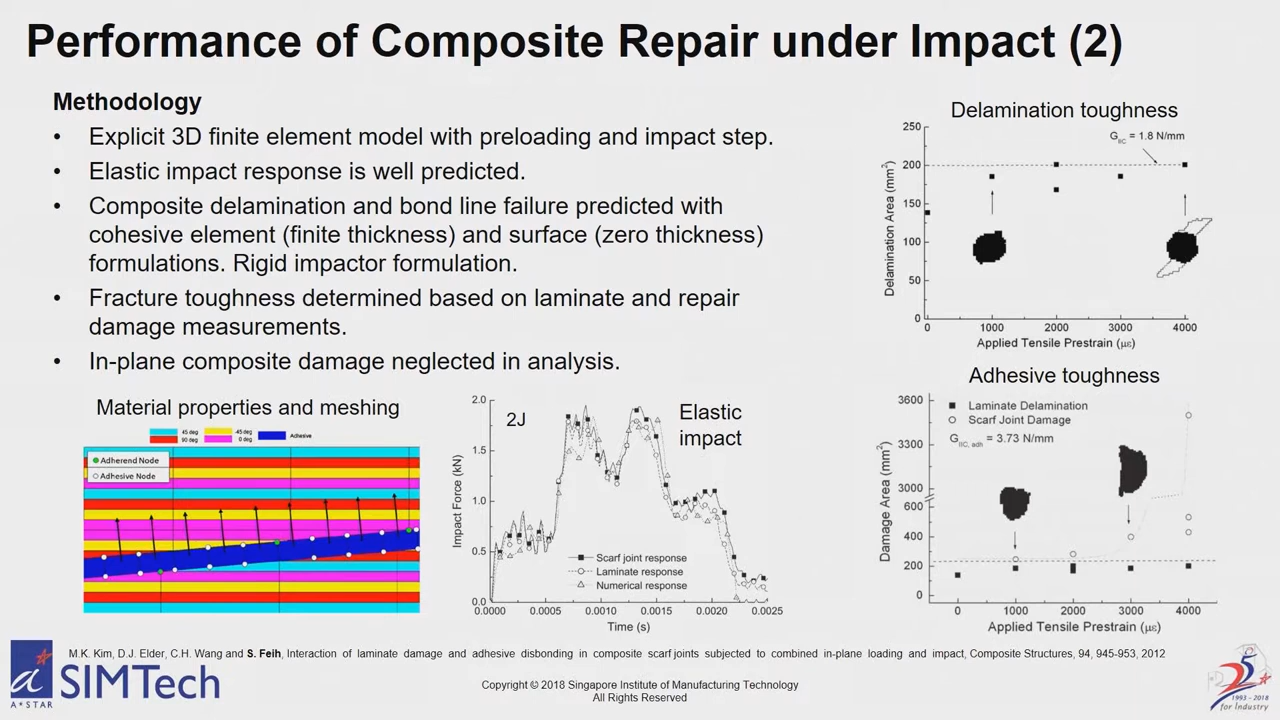 Performance of Composite Repair under Impact (2)
Methodology
• Explicit 3D finite element model with preloading and impact step.
• Elastic impact response is well predicted.
• Composite delamination and bond line failure predicted with
cohesive element (finite thickness) and surface (zero thickness)
formulations. Rigid impactor formulation.
• Fracture toughness determined based on laminate and repair
damage measurements.
• In-plane composite damage neglected in analysis.
Delamination toughness
G_IIC = 1.8 N/mm
Delamination Area (mm²)
250
200
150
100
50
0
0 1000 2000 3000 4000
Applied Tensile Prestrain (µε)
Material properties and meshing
45 deg -45 deg Adhesive
90 deg 0 deg
Adherend Node
Adhesive Node
2J
Elastic
impact
Impact Force (kN)
2.0
1.5
1.0
0.5
0.0
Scarf joint response
Laminate response
Numerical response
0.0000 0.0005 0.0010 0.0015 0.0020 0.0025
Time (s)
Adhesive toughness
Laminate Delamination
Scarf Joint Damage
G_IIC, adh = 3.73 N/mm
Damage Area (mm²)
3600
3300
3000
600
400
200
0
0 1000 2000 3000 4000
Applied Tensile Prestrain (µε)
M.K. Kim, D.J. Elder, C.H. Wang and S. Feih, Interaction of laminate damage and adhesive disbonding in composite scarf joints subjected to combined in-plane loading and impact, Composite Structures, 94, 945-953, 2012
a
A★STAR
SIMTech
Copyright © 2018 Singapore Institute of Manufacturing Technology
All Rights Reserved
25
1993 - 2018
for Industry